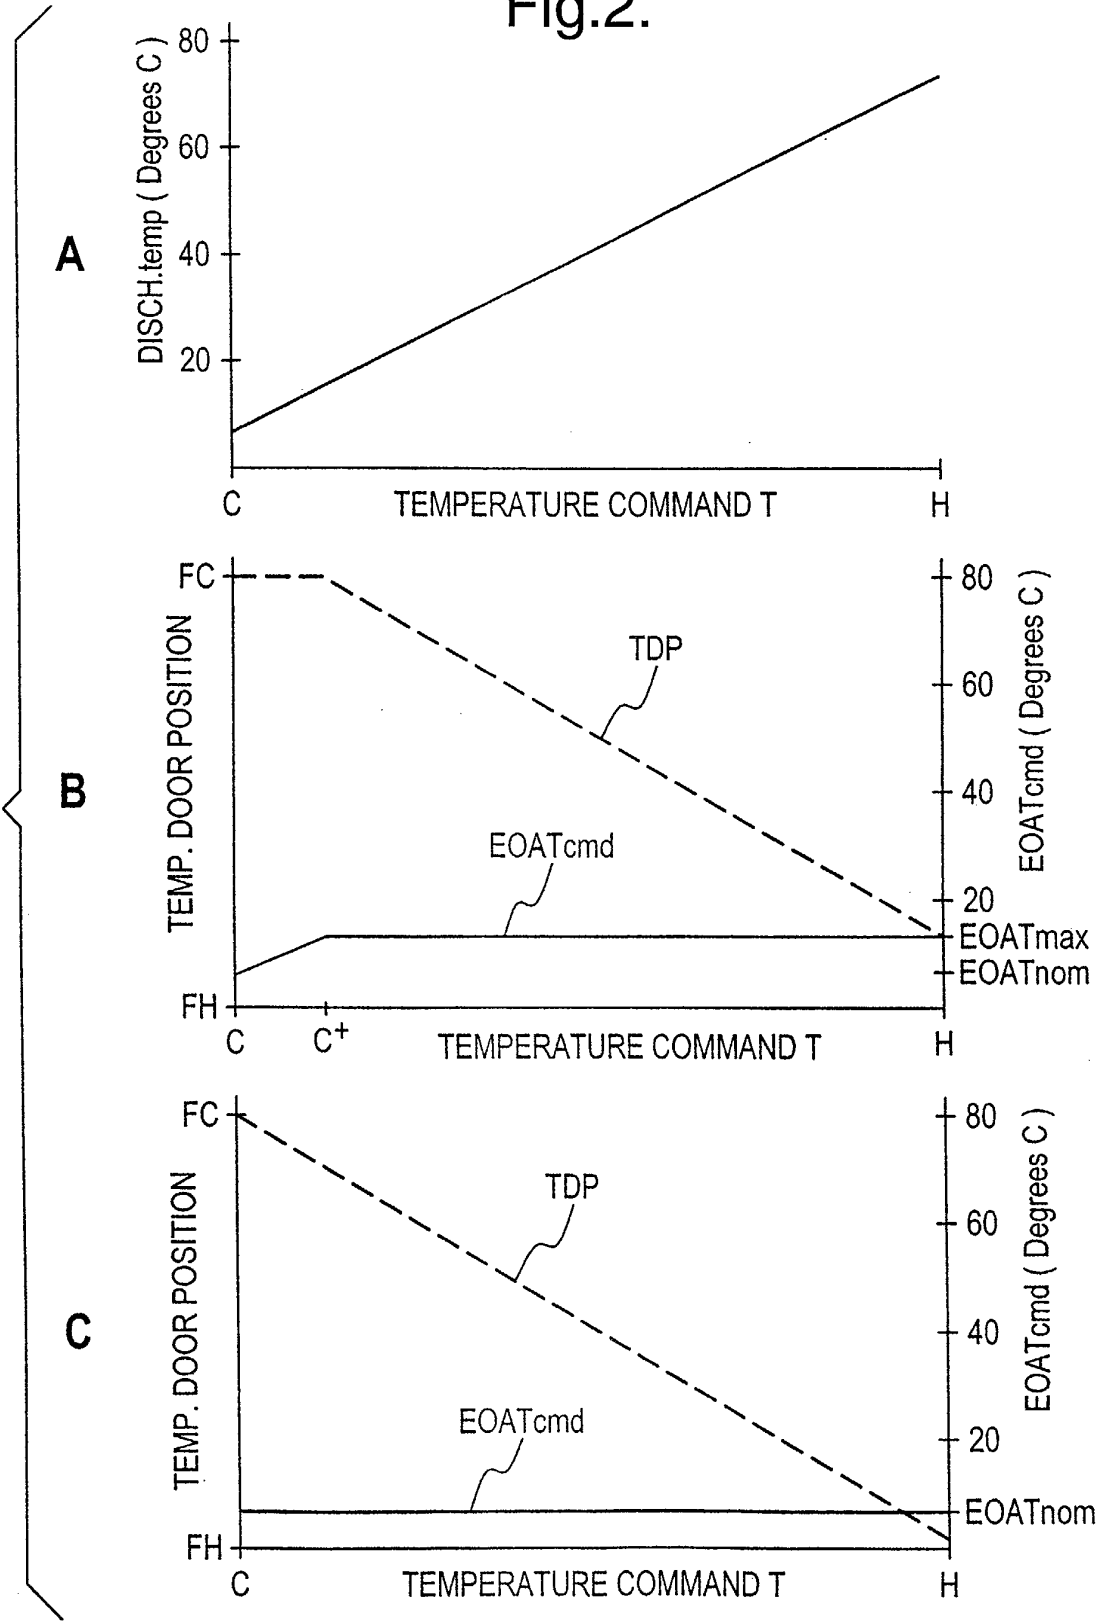 Fig.2.
A
DISCH.temp ( Degrees C )
80
60
40
20
C
TEMPERATURE COMMAND T
H
B
TEMP. DOOR POSITION
FC
FH
TDP
EOATcmd
80
60
40
20
EOATmax
EOATnom
EOATcmd ( Degrees C )
C
C+
TEMPERATURE COMMAND T
H
C
TEMP. DOOR POSITION
FC
FH
TDP
EOATcmd
80
60
40
20
EOATnom
EOATcmd ( Degrees C )
C
TEMPERATURE COMMAND T
H